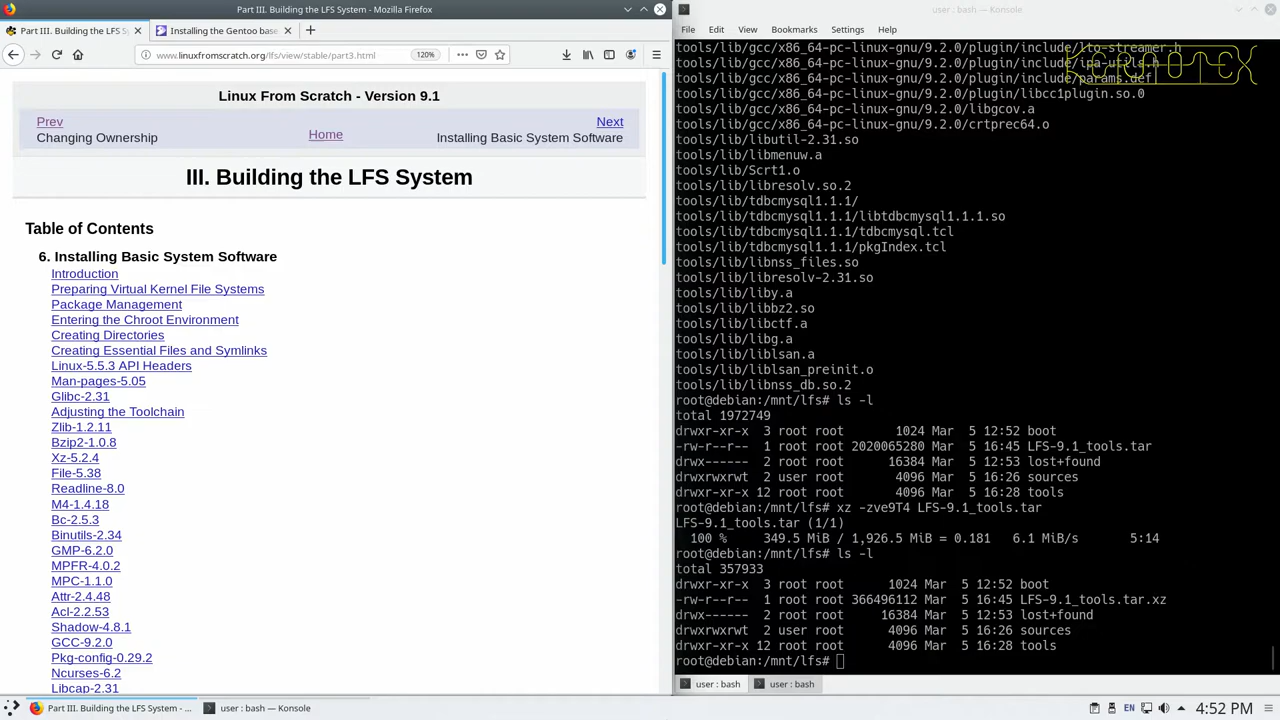 Part III. Building the LFS System - Mozilla Firefox
Part III. Building the LFS S
Installing the Gentoo base
www.linuxfromscratch.org/lfs/view/stable/part3.html
120%
Linux From Scratch - Version 9.1
Prev
Home
Next
Changing Ownership
Installing Basic System Software
III. Building the LFS System
Table of Contents
6. Installing Basic System Software
Introduction
Preparing Virtual Kernel File Systems
Package Management
Entering the Chroot Environment
Creating Directories
Creating Essential Files and Symlinks
Linux-5.5.3 API Headers
Man-pages-5.05
Glibc-2.31
Adjusting the Toolchain
Zlib-1.2.11
Bzip2-1.0.8
Xz-5.2.4
File-5.38
Readline-8.0
M4-1.4.18
Bc-2.5.3
Binutils-2.34
GMP-6.2.0
MPFR-4.0.2
MPC-1.1.0
Attr-2.4.48
Acl-2.2.53
Shadow-4.8.1
GCC-9.2.0
Pkg-config-0.29.2
Ncurses-6.2
Libcap-2.31
user : bash — Konsole
File Edit View Bookmarks Settings Help
tools/lib/gcc/x86_64-pc-linux-gnu/9.2.0/plugin/include/lto-streamer.h
tools/lib/gcc/x86_64-pc-linux-gnu/9.2.0/plugin/include/ipa-utils.h
tools/lib/gcc/x86_64-pc-linux-gnu/9.2.0/plugin/include/params.def
tools/lib/gcc/x86_64-pc-linux-gnu/9.2.0/plugin/libcc1plugin.so.0
tools/lib/gcc/x86_64-pc-linux-gnu/9.2.0/libgcov.a
tools/lib/gcc/x86_64-pc-linux-gnu/9.2.0/crtprec64.o
tools/lib/libutil-2.31.so
tools/lib/libmenuw.a
tools/lib/Scrt1.o
tools/lib/libresolv.so.2
tools/lib/tdbcmysql1.1.1/
tools/lib/tdbcmysql1.1.1/libtdbcmysql1.1.1.so
tools/lib/tdbcmysql1.1.1/tdbcmysql.tcl
tools/lib/tdbcmysql1.1.1/pkgIndex.tcl
tools/lib/libnss_files.so
tools/lib/libresolv-2.31.so
tools/lib/liby.a
tools/lib/libbz2.so
tools/lib/libctf.a
tools/lib/libg.a
tools/lib/liblsan.a
tools/lib/liblsan_preinit.o
tools/lib/libnss_db.so.2
root@debian:/mnt/lfs# ls -l
total 1972749
drwxr-xr-x 3 root root 1024 Mar 5 12:52 boot
-rw-r--r-- 1 root root 2020065280 Mar 5 16:45 LFS-9.1_tools.tar
drwx------ 2 root root 16384 Mar 5 12:53 lost+found
drwxrwxrwt 2 user root 4096 Mar 5 16:26 sources
drwxr-xr-x 12 root root 4096 Mar 5 16:28 tools
root@debian:/mnt/lfs# xz -zve9T4 LFS-9.1_tools.tar
LFS-9.1_tools.tar (1/1)
100 % 349.5 MiB / 1,926.5 MiB = 0.181 6.1 MiB/s 5:14
root@debian:/mnt/lfs# ls -l
total 357933
drwxr-xr-x 3 root root 1024 Mar 5 12:52 boot
-rw-r--r-- 1 root root 366496112 Mar 5 16:45 LFS-9.1_tools.tar.xz
drwx------ 2 root root 16384 Mar 5 12:53 lost+found
drwxrwxrwt 2 user root 4096 Mar 5 16:26 sources
drwxr-xr-x 12 root root 4096 Mar 5 16:28 tools
root@debian:/mnt/lfs#
user : bash
user : bash
Part III. Building the LFS System - ...
user : bash — Konsole
EN
4:52 PM